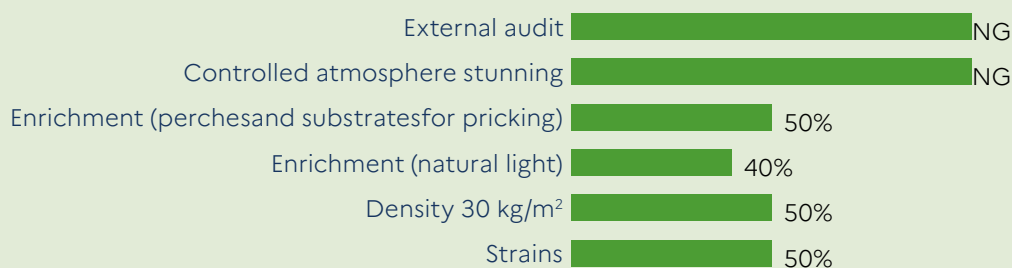 External audit NG
Controlled atmosphere stunning NG
Enrichment (perchesand substratesfor pricking) 50%
Enrichment (natural light) 40%
Density 30 kg/m² 50%
Strains 50%